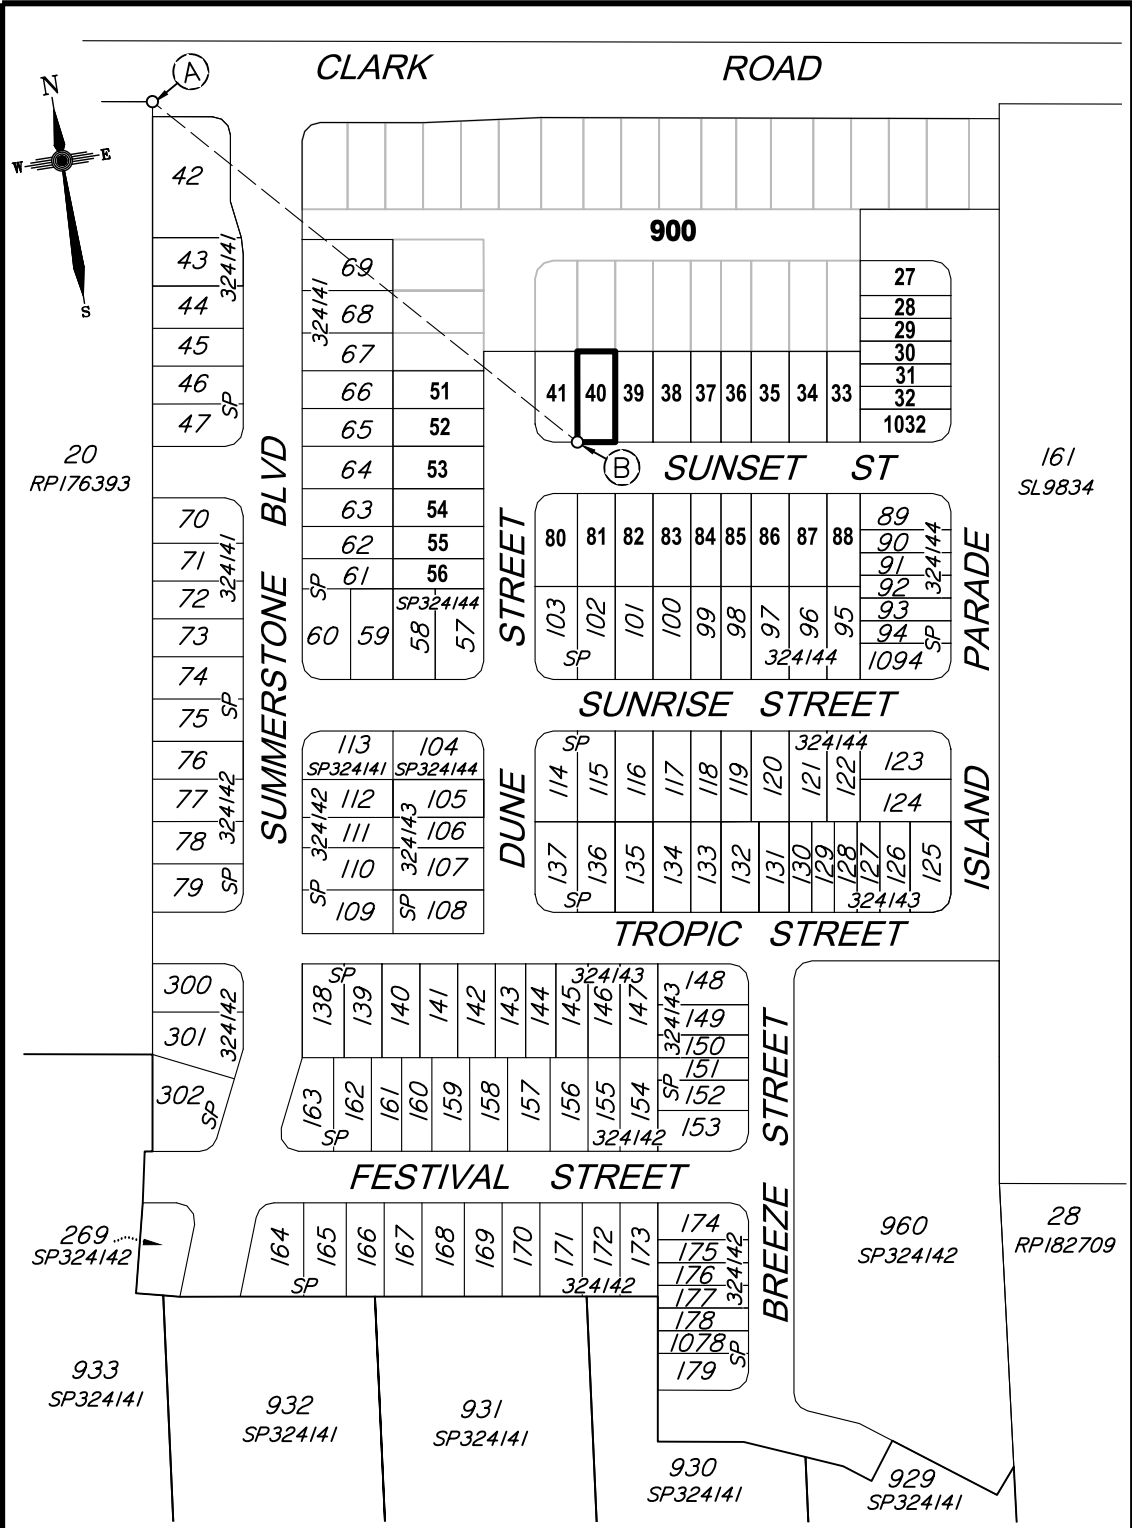 CLARK ROAD
A
N
W E
S
42
43
44
45
46
47
324141
SP
69
68
67
66
65
64
63
62
61
324141
SP
60
59
58
57
SP324144
51
52
53
54
55
56
900
27
28
29
30
31
32
1032
41 40 39 38 37 36 35 34 33
B
SUNSET ST
20
RP176393
161
SL9834
SUMMERSTONE BLVD
DUNE STREET
ISLAND PARADE
70
71
72
73
74
75
76
77
78
79
324141
SP
324142
SP
80 81 82 83 84 85 86 87 88
103 102 101 100 99 98 97 96 95
SP
324144
89
90
91
92
93
94
1094
324144
SP
SUNRISE STREET
113
SP324141
104
SP324144
112
111
110
109
324142
SP
105
106
107
108
324143
SP
114 115 116 117 118 119 120 121 122
SP
324144
123
124
137 136 135 134 133 132 131 130 129 128 127 126 125
SP
324143
TROPIC STREET
300
301
302
324142
SP
138 139 140 141 142 143 144 145 146 147
SP
324143
148
149
150
151
152
153
324143
SP
163 162 161 160 159 158 157 156 155 154
SP
324142
BREEZE STREET
FESTIVAL STREET
269
SP324142
164 165 166 167 168 169 170 171 172 173
SP
324142
174
175
176
177
178
1078
179
324142
SP
960
SP324142
28
RP182709
933
SP324141
932
SP324141
931
SP324141
930
SP324141
929
SP324141